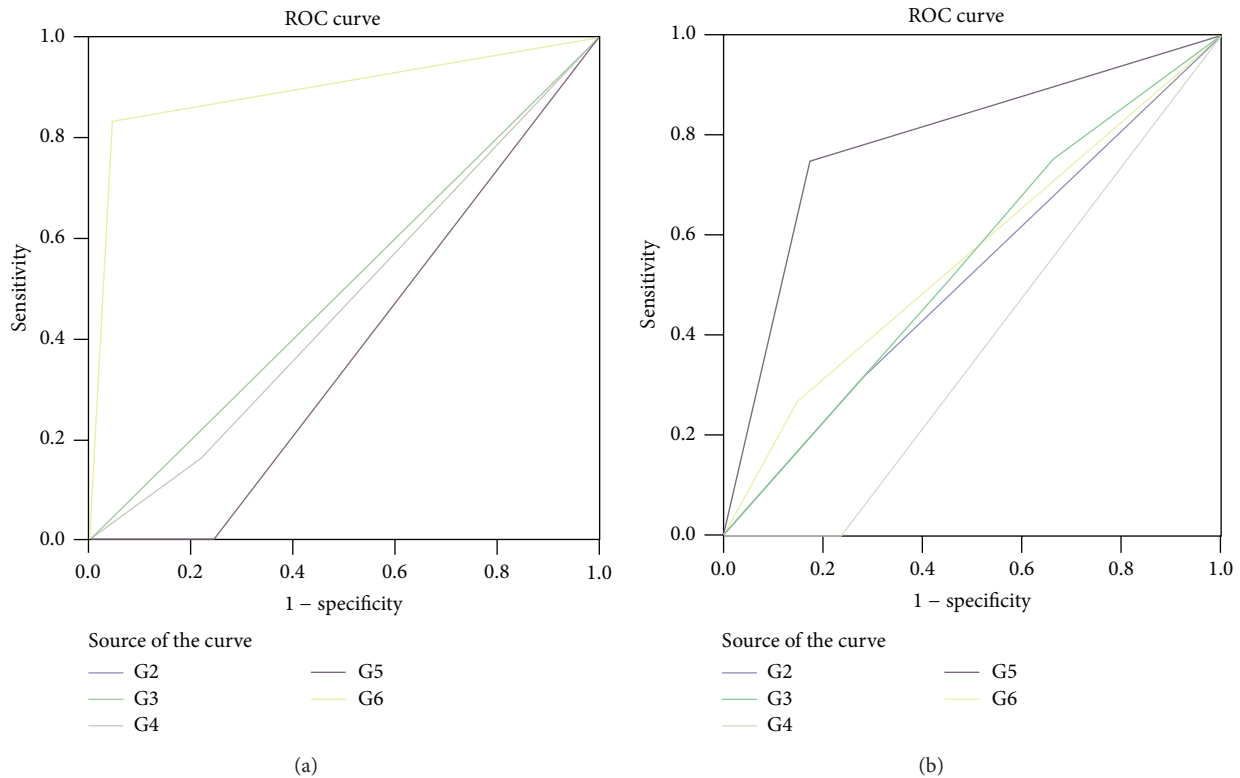 ROC curve
1.0
0.8
0.6
0.4
0.2
0.0
Sensitivity
0.0 0.2 0.4 0.6 0.8 1.0
1 − specificity
Source of the curve
G2 G5
G3 G6
G4
(a)
ROC curve
1.0
0.8
0.6
0.4
0.2
0.0
Sensitivity
0.0 0.2 0.4 0.6 0.8 1.0
1 − specificity
Source of the curve
G2 G5
G3 G6
G4
(b)